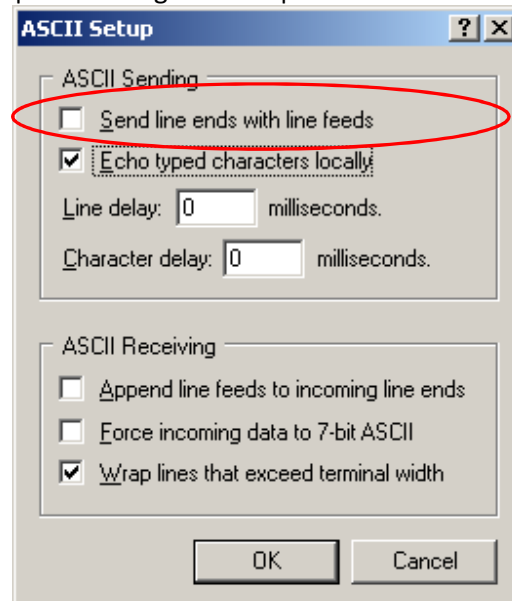 ASCII Setup
ASCII Sending
Send line ends with line feeds
Echo typed characters locally
Line delay: 0 milliseconds.
Character delay: 0 milliseconds.
ASCII Receiving
Append line feeds to incoming line ends
Force incoming data to 7-bit ASCII
Wrap lines that exceed terminal width
OK Cancel